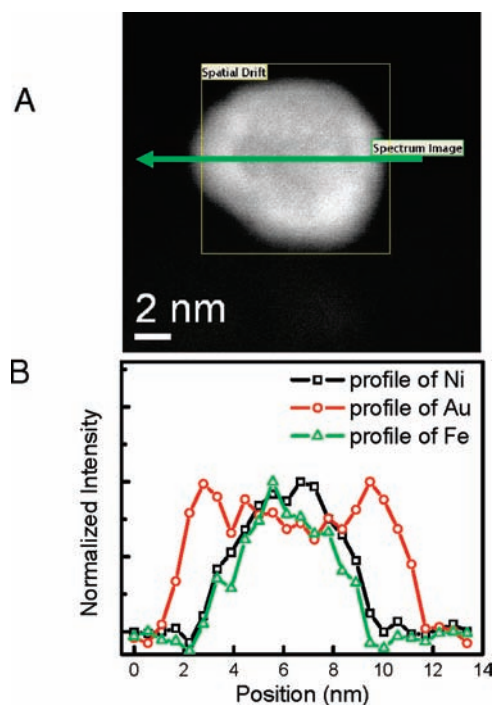 A
Spatial Drift
Spectrum Image
2 nm
B
profile of Ni
profile of Au
profile of Fe
Normalized Intensity
0 2 4 6 8 10 12 14
Position (nm)